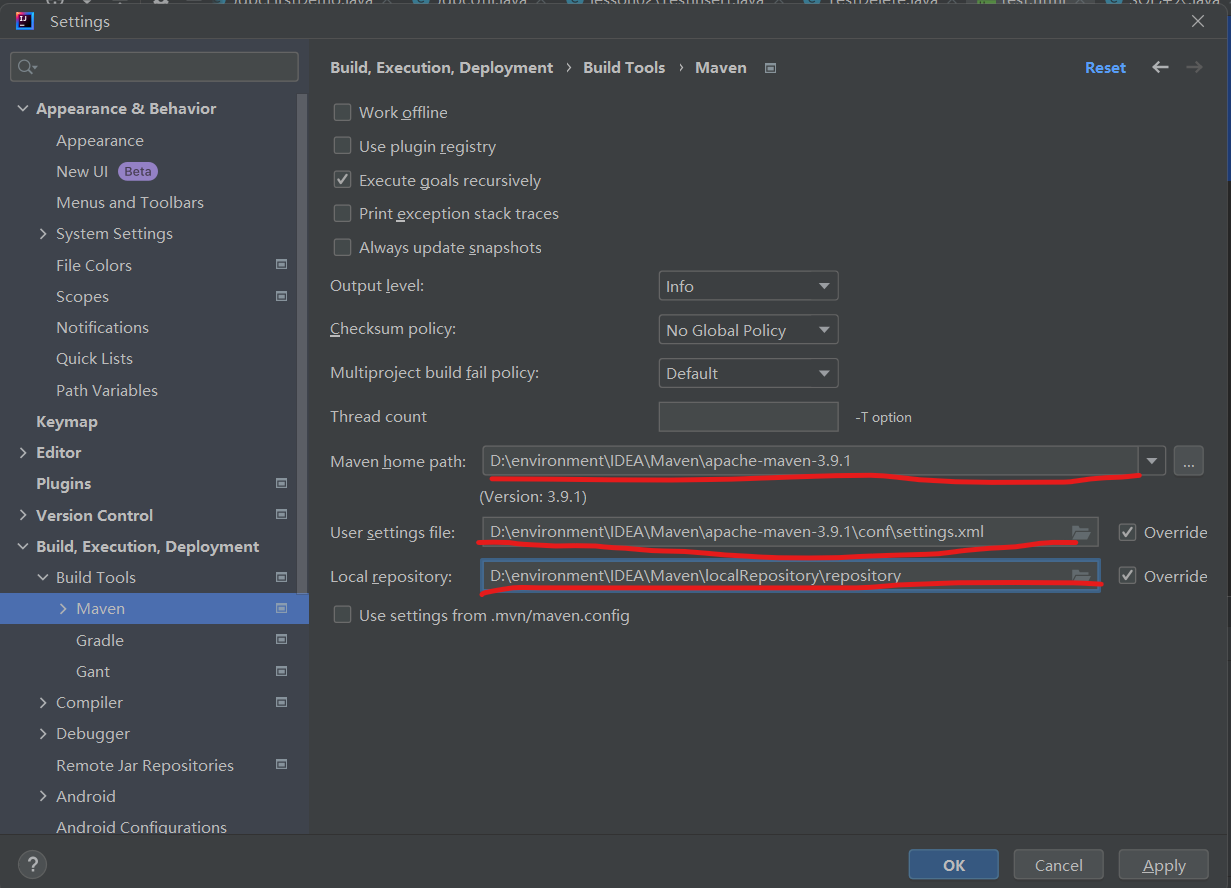 Settings
Build, Execution, Deployment › Build Tools › Maven
Reset
Appearance & Behavior
Appearance
New UI Beta
Menus and Toolbars
System Settings
File Colors
Scopes
Notifications
Quick Lists
Path Variables
Keymap
Editor
Plugins
Version Control
Build, Execution, Deployment
Build Tools
Maven
Gradle
Gant
Compiler
Debugger
Remote Jar Repositories
Android
Android Configurations
Work offline
Use plugin registry
Execute goals recursively
Print exception stack traces
Always update snapshots
Output level: Info
Checksum policy: No Global Policy
Multiproject build fail policy: Default
Thread count -T option
Maven home path: D:\environment\IDEA\Maven\apache-maven-3.9.1 ...
(Version: 3.9.1)
User settings file: D:\environment\IDEA\Maven\apache-maven-3.9.1\conf\settings.xml Override
Local repository: D:\environment\IDEA\Maven\localRepository\repository Override
Use settings from .mvn/maven.config
? OK Cancel Apply